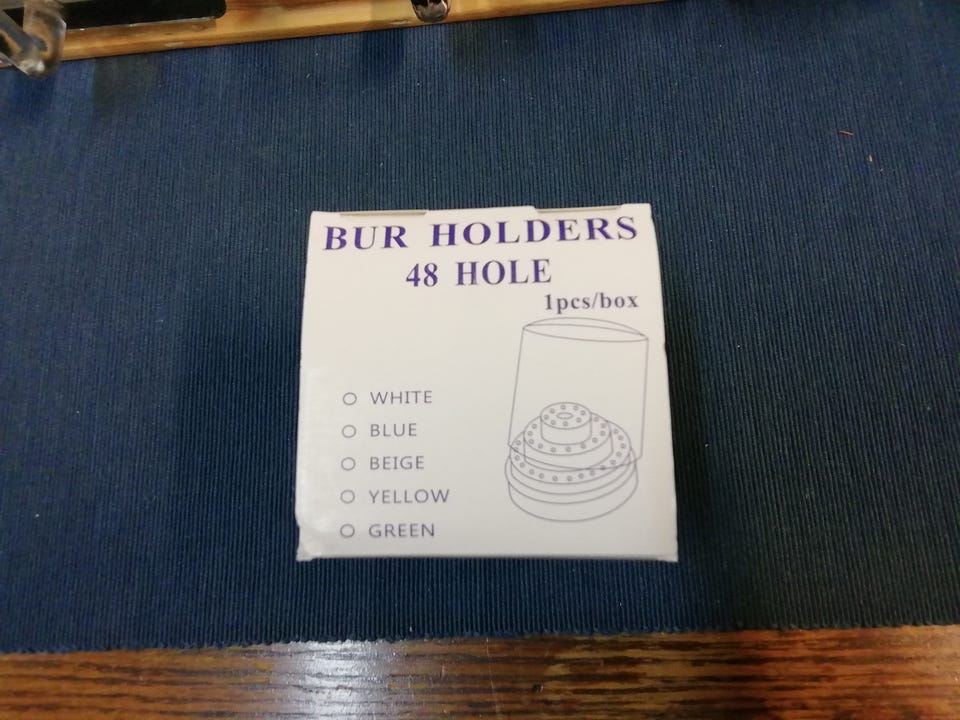 BUR HOLDERS
48 HOLE
1pcs/box
WHITE
BLUE
BEIGE
YELLOW
GREEN